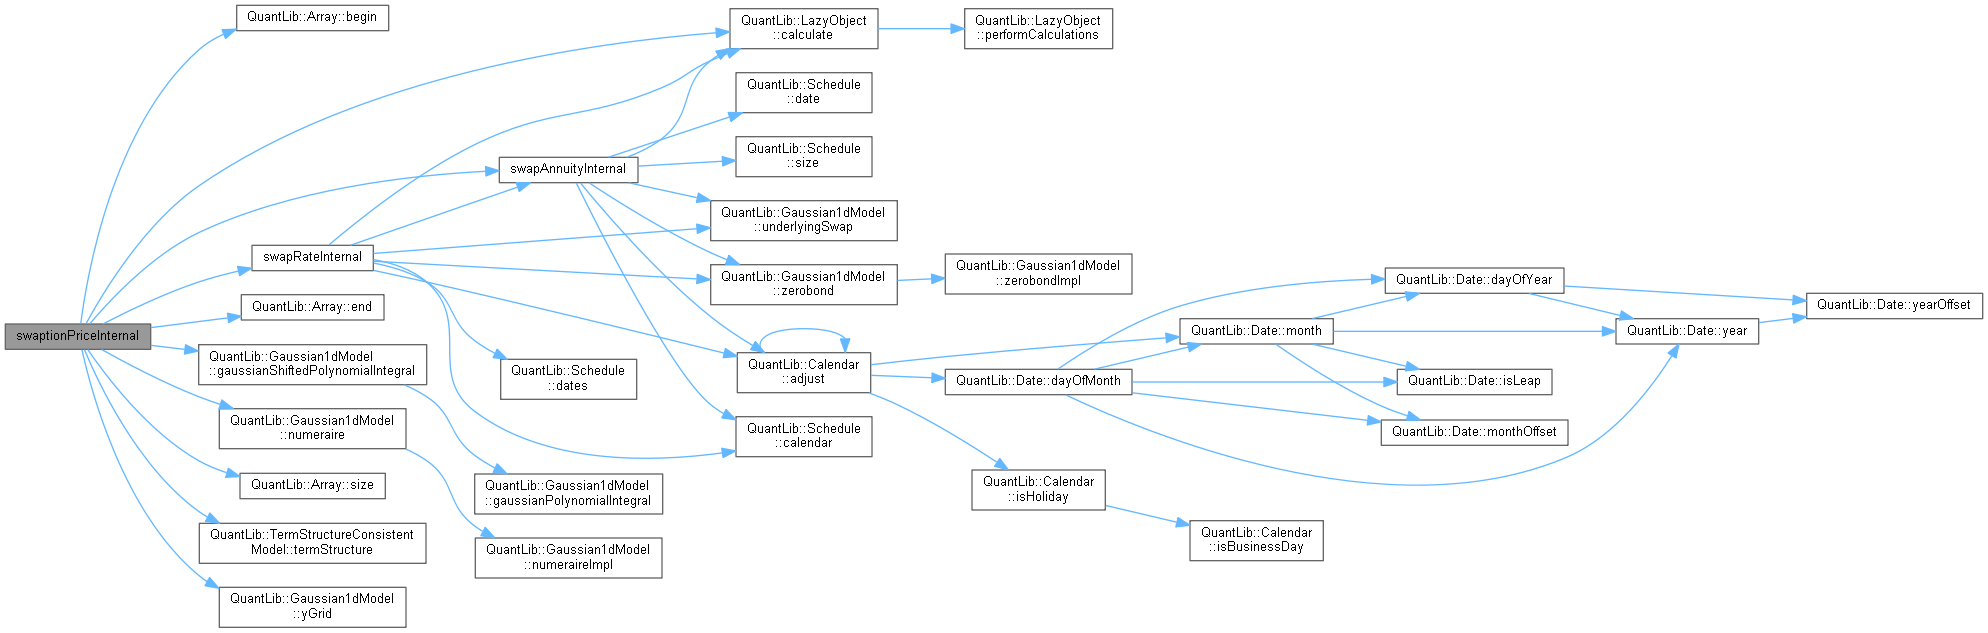 swaptionPriceInternal
QuantLib::Array::begin
swapRateInternal
QuantLib::Array::end
QuantLib::Gaussian1dModel
::gaussianShiftedPolynomialIntegral
QuantLib::Gaussian1dModel
::numeraire
QuantLib::Array::size
QuantLib::TermStructureConsistent
Model::termStructure
QuantLib::Gaussian1dModel
::yGrid
swapAnnuityInternal
QuantLib::Schedule
::dates
QuantLib::Gaussian1dModel
::gaussianPolynomialIntegral
QuantLib::Gaussian1dModel
::numeraireImpl
QuantLib::LazyObject
::calculate
QuantLib::Schedule
::date
QuantLib::Schedule
::size
QuantLib::Gaussian1dModel
::underlyingSwap
QuantLib::Gaussian1dModel
::zerobond
QuantLib::Calendar
::adjust
QuantLib::Schedule
::calendar
QuantLib::LazyObject
::performCalculations
QuantLib::Gaussian1dModel
::zerobondImpl
QuantLib::Date::dayOfMonth
QuantLib::Calendar
::isHoliday
QuantLib::Date::month
QuantLib::Calendar
::isBusinessDay
QuantLib::Date::dayOfYear
QuantLib::Date::isLeap
QuantLib::Date::monthOffset
QuantLib::Date::year
QuantLib::Date::yearOffset